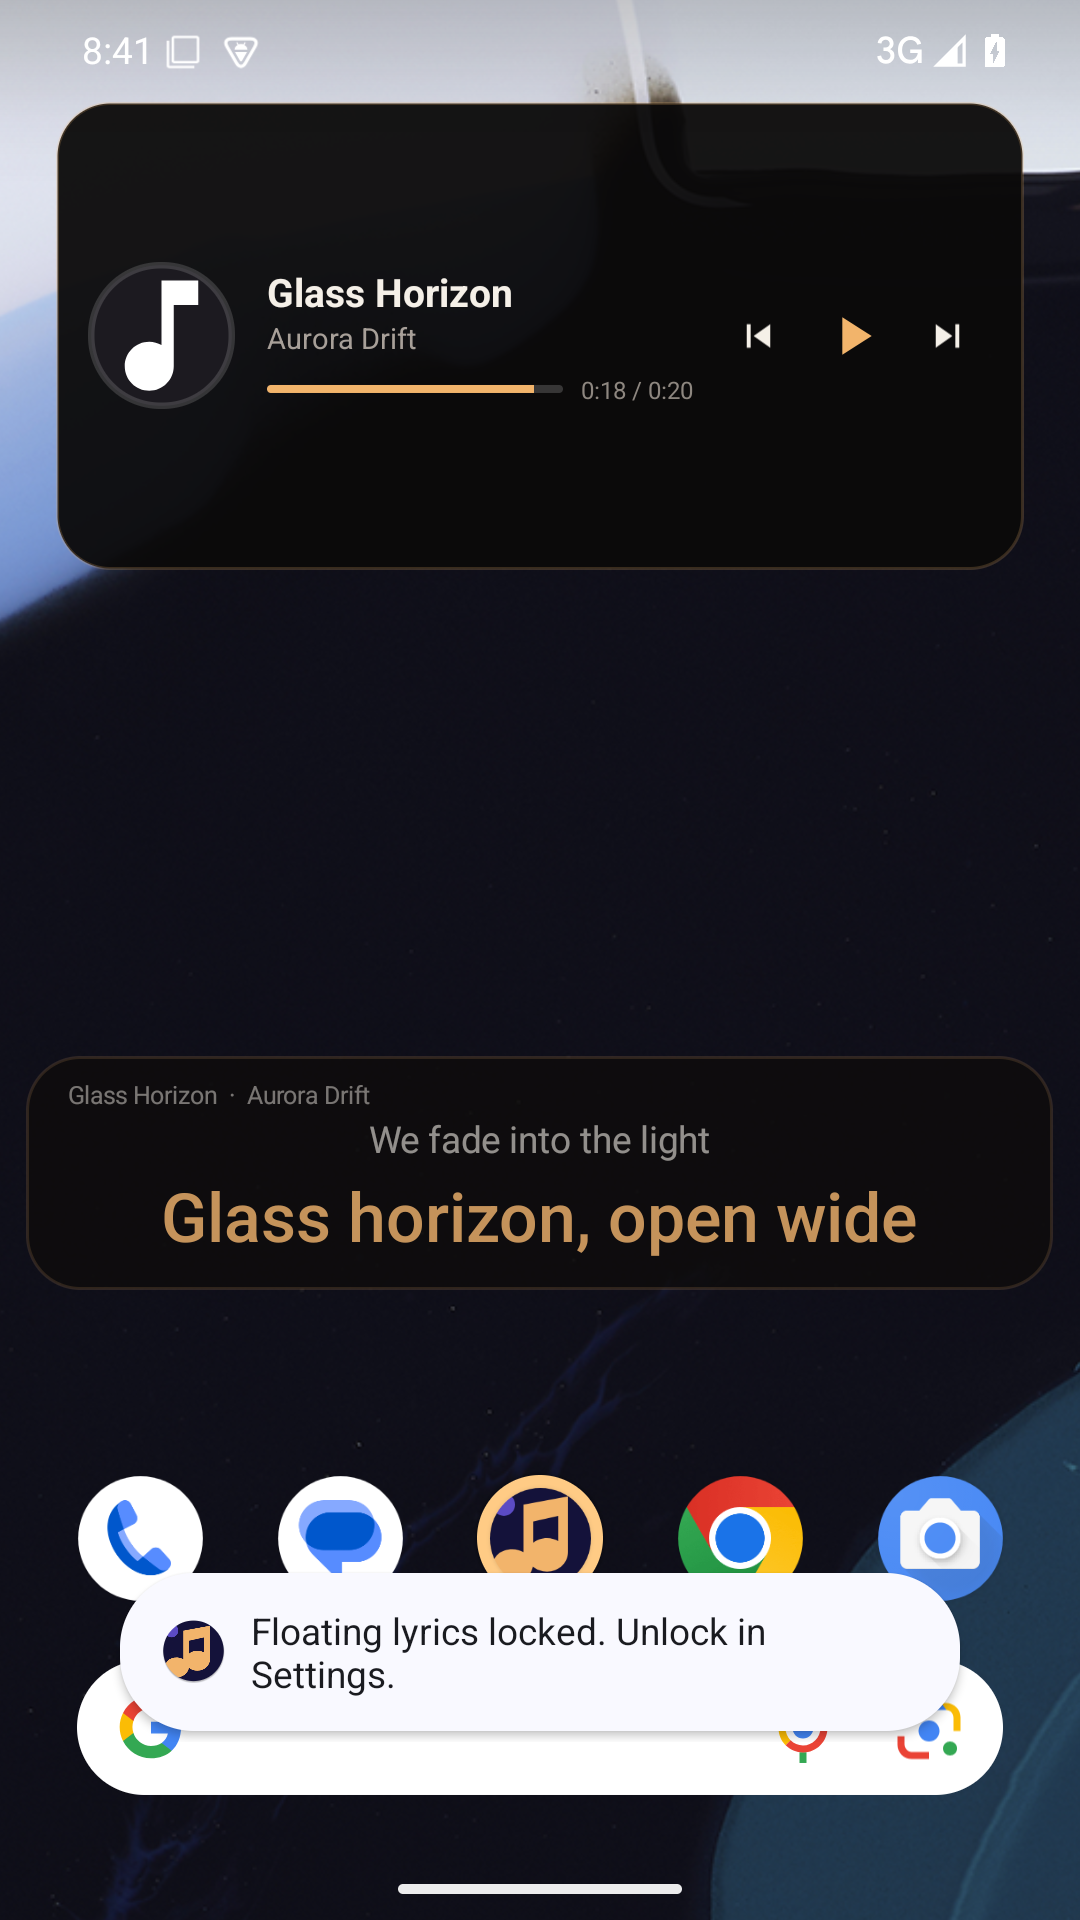 8:41
3G
Glass Horizon
Aurora Drift
0:18 / 0:20
Glass Horizon · Aurora Drift
We fade into the light
Glass horizon, open wide
Floating lyrics locked. Unlock in
Settings.